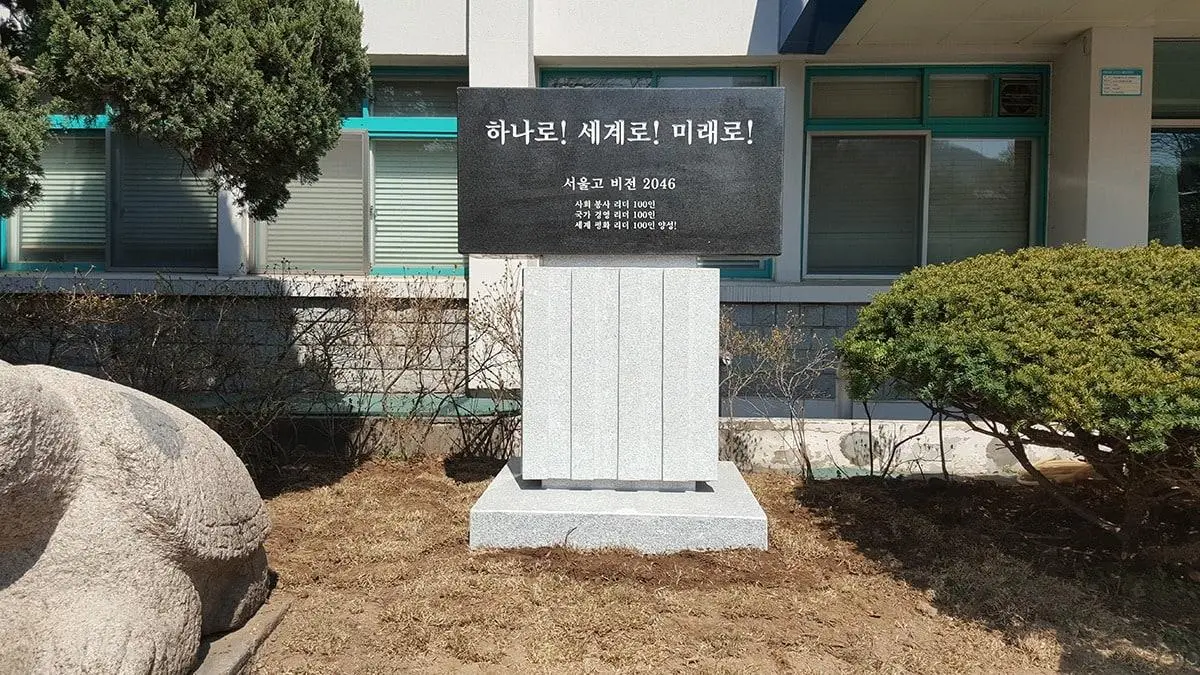 하나로! 세계로! 미래로!
서울고 비전 2046
사회 봉사 리더 100인
국가 경영 리더 100인
세계 평화 리더 100인 양성!